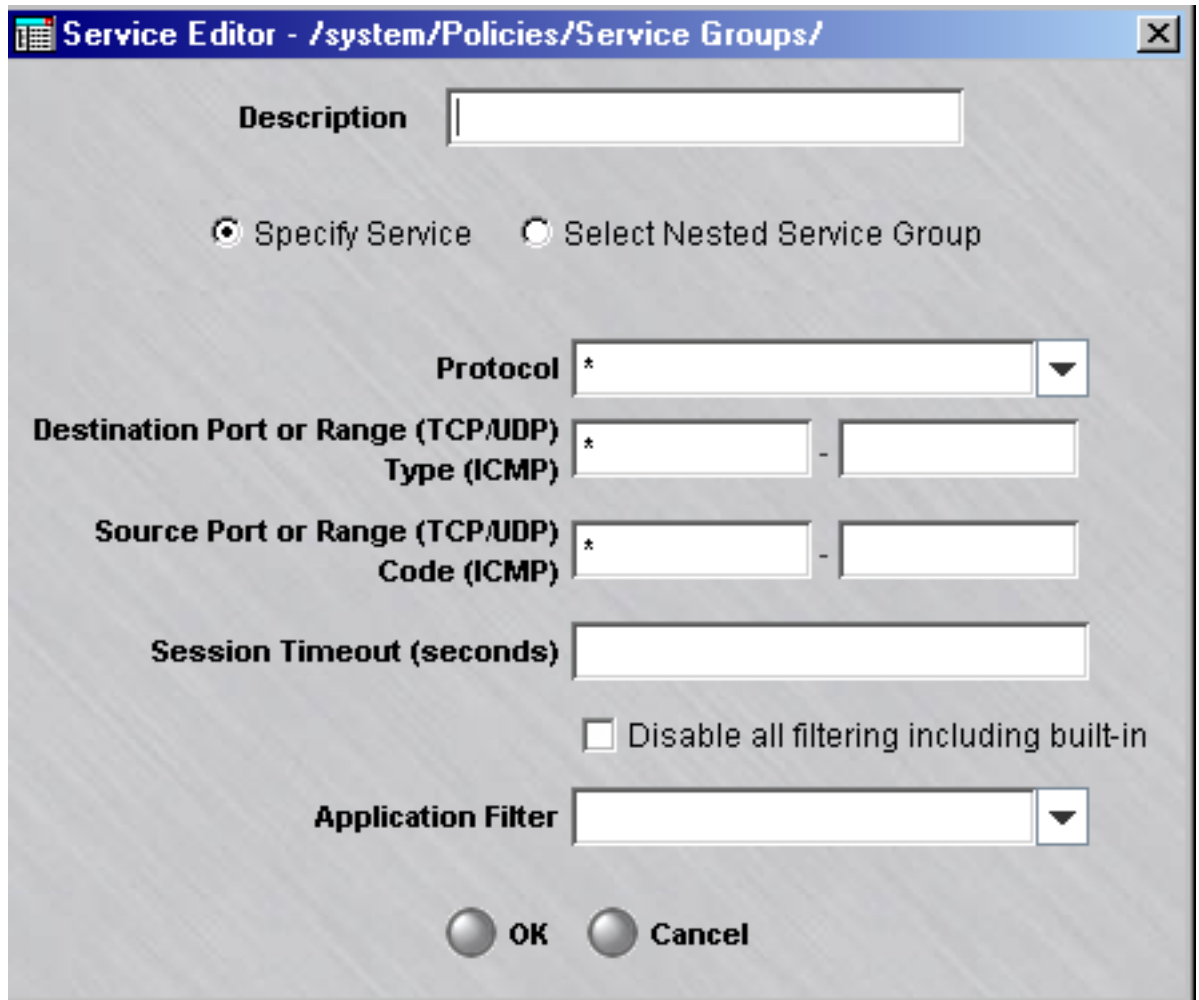 Service Editor - /system/Policies/Service Groups/
Description
Specify Service Select Nested Service Group
Protocol *
Destination Port or Range (TCP/UDP)
Type (ICMP) * -
Source Port or Range (TCP/UDP)
Code (ICMP) * -
Session Timeout (seconds)
Disable all filtering including built-in
Application Filter
OK Cancel